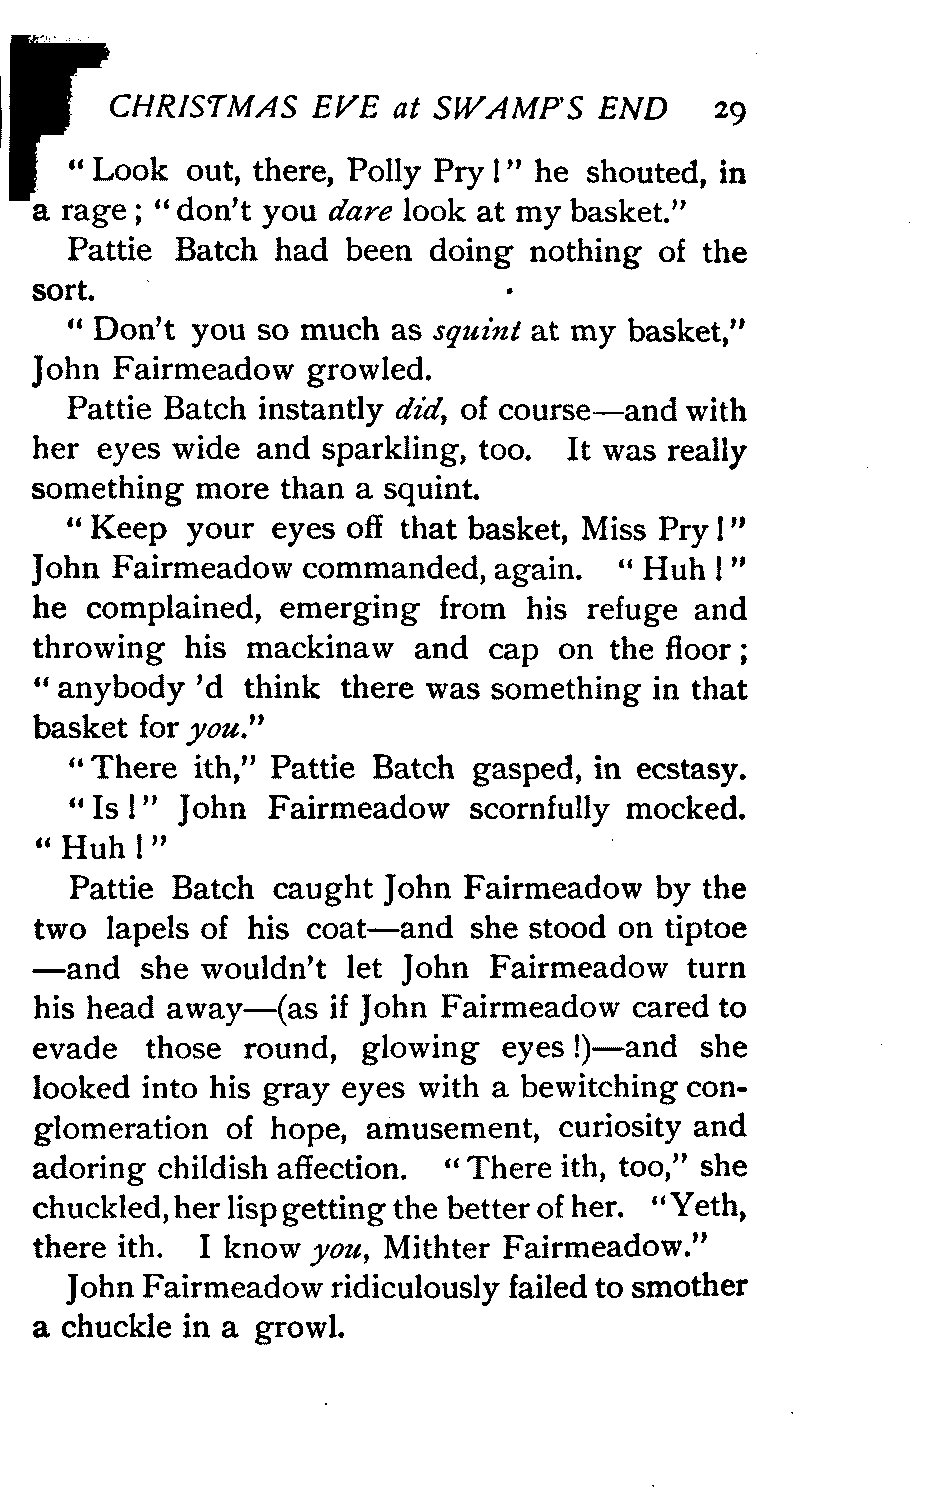 CHRISTMAS EVE at SWAMP'S END 29
"Look out, there, Polly Pry!" he shouted, in
a rage; "don't you dare look at my basket."
Pattie Batch had been doing nothing of the
sort.
"Don't you so much as squint at my basket,"
John Fairmeadow growled.
Pattie Batch instantly did, of course—and with
her eyes wide and sparkling, too. It was really
something more than a squint.
"Keep your eyes off that basket, Miss Pry!"
John Fairmeadow commanded, again. "Huh!"
he complained, emerging from his refuge and
throwing his mackinaw and cap on the floor;
"anybody 'd think there was something in that
basket for you."
"There ith," Pattie Batch gasped, in ecstasy.
"Is!" John Fairmeadow scornfully mocked.
"Huh!"
Pattie Batch caught John Fairmeadow by the
two lapels of his coat—and she stood on tiptoe
—and she wouldn't let John Fairmeadow turn
his head away—(as if John Fairmeadow cared to
evade those round, glowing eyes!)—and she
looked into his gray eyes with a bewitching con-
glomeration of hope, amusement, curiosity and
adoring childish affection. "There ith, too," she
chuckled, her lisp getting the better of her. "Yeth,
there ith. I know you, Mithter Fairmeadow."
John Fairmeadow ridiculously failed to smother
a chuckle in a growl.